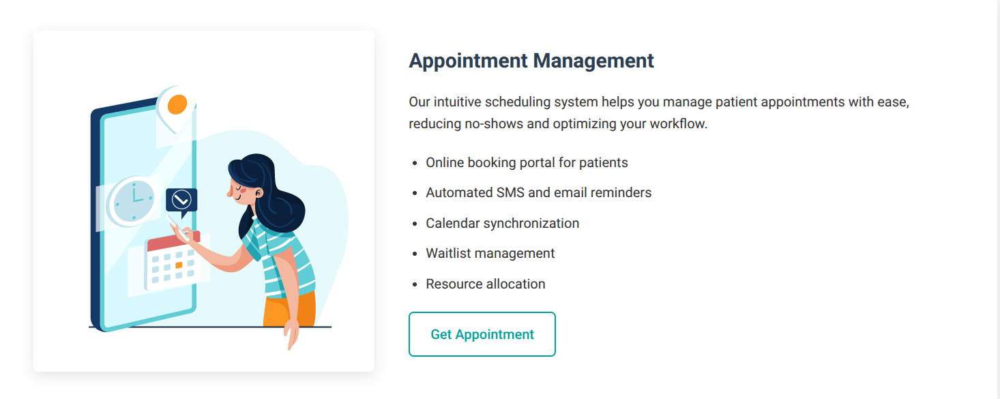 Appointment Management
Our intuitive scheduling system helps you manage patient appointments with ease,
reducing no-shows and optimizing your workflow.
• Online booking portal for patients
• Automated SMS and email reminders
• Calendar synchronization
• Waitlist management
• Resource allocation
Get Appointment